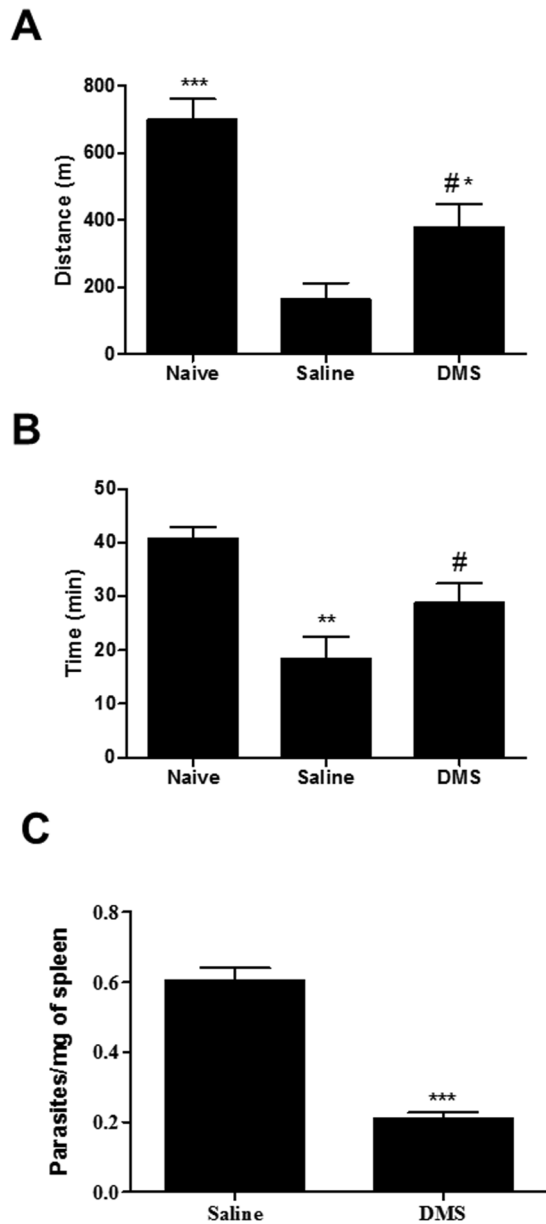 A
Distance (m)
800
600
400
200
0
***
# *
Naive Saline DMS
B
Time (min)
50
40
30
20
10
0
**
#
Naive Saline DMS
C
Parasites/mg of spleen
0.8
0.6
0.4
0.2
0.0
***
Saline DMS